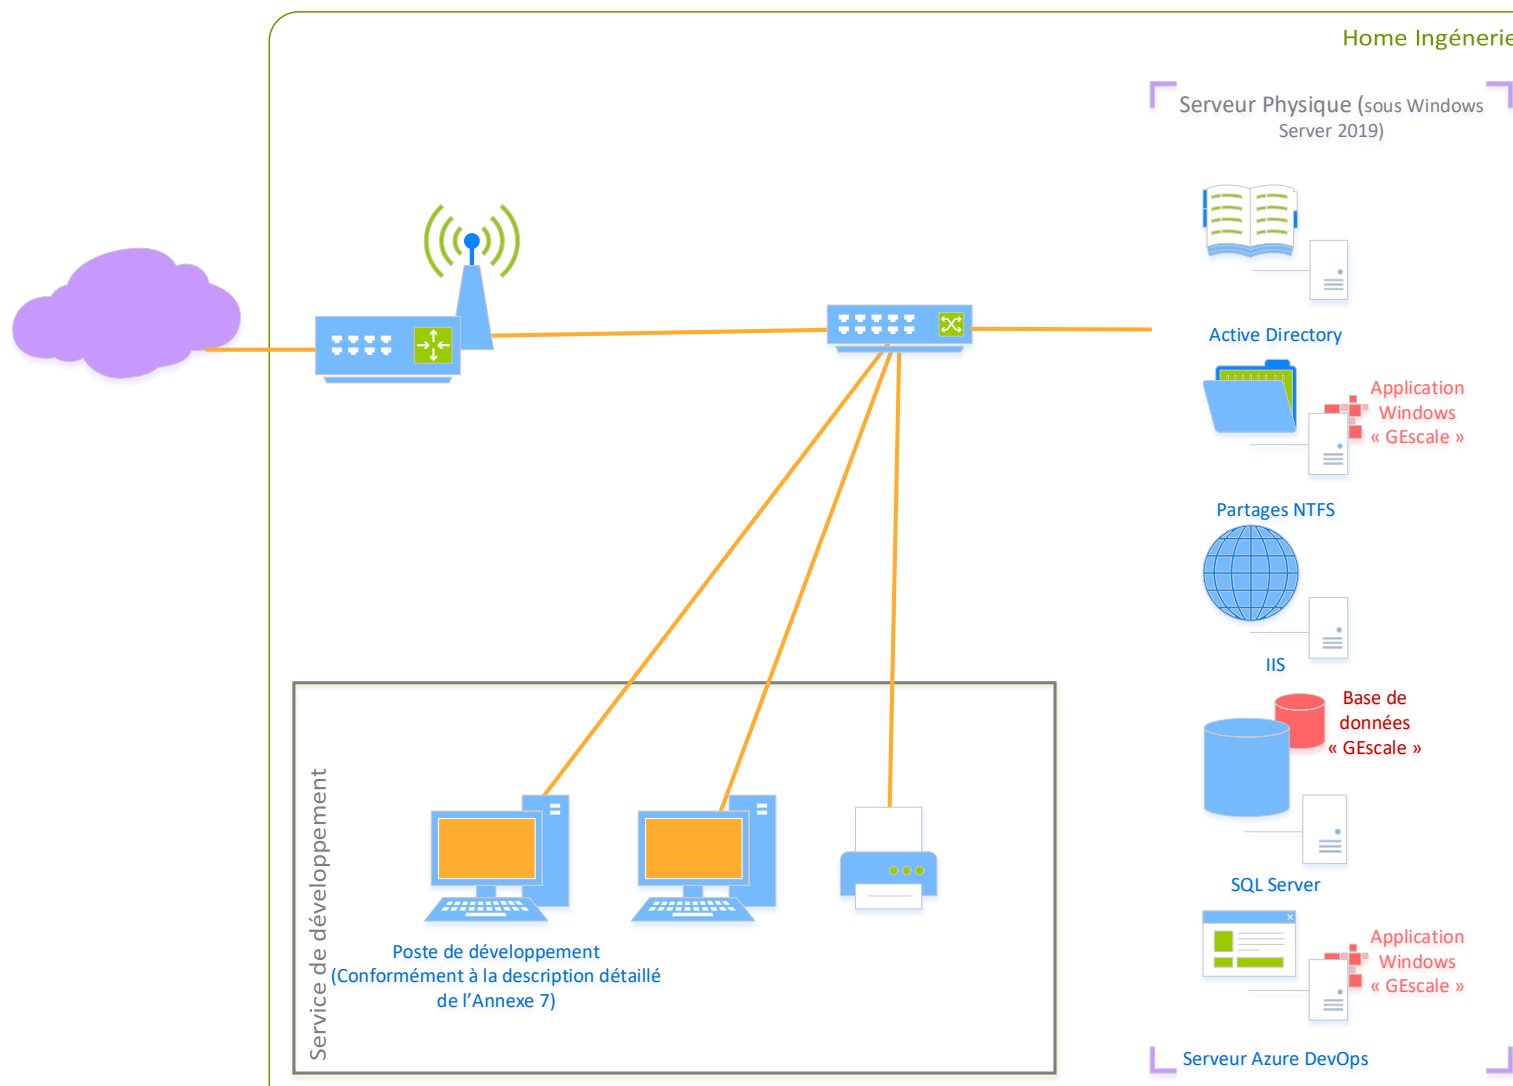 Home Ingénerie
Serveur Physique (sous Windows
Server 2019)
Active Directory
Application
Windows
« GEscale »
Partages NTFS
IIS
Base de
données
« GEscale »
SQL Server
Application
Windows
« GEscale »
Serveur Azure DevOps
Service de développement
Poste de développement
(Conformément à la description détaillé
de l’Annexe 7)